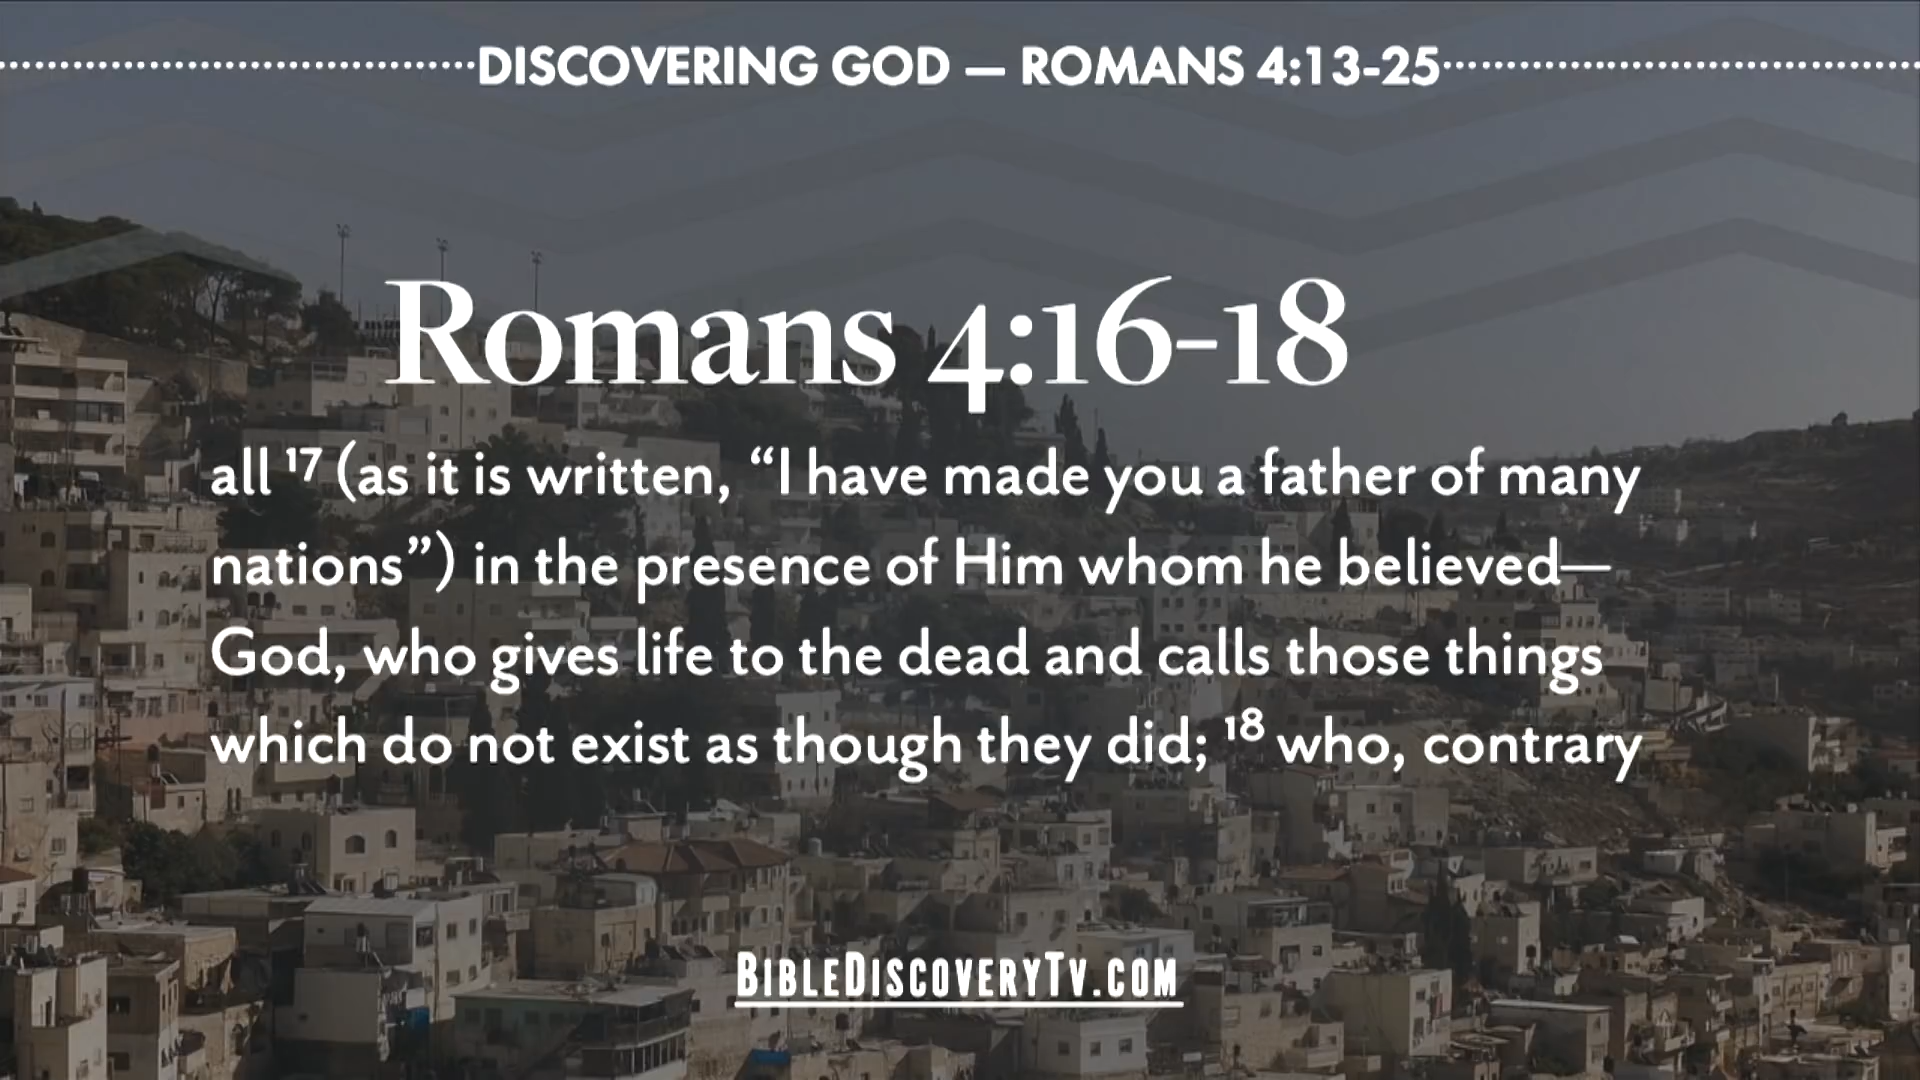 DISCOVERING GOD — ROMANS 4:13-25
Romans 4:16-18
all ¹⁷ (as it is written, “I have made you a father of many
nations”) in the presence of Him whom he believed—
God, who gives life to the dead and calls those things
which do not exist as though they did; ¹⁸ who, contrary
BIBLEDISCOVERYTV.COM